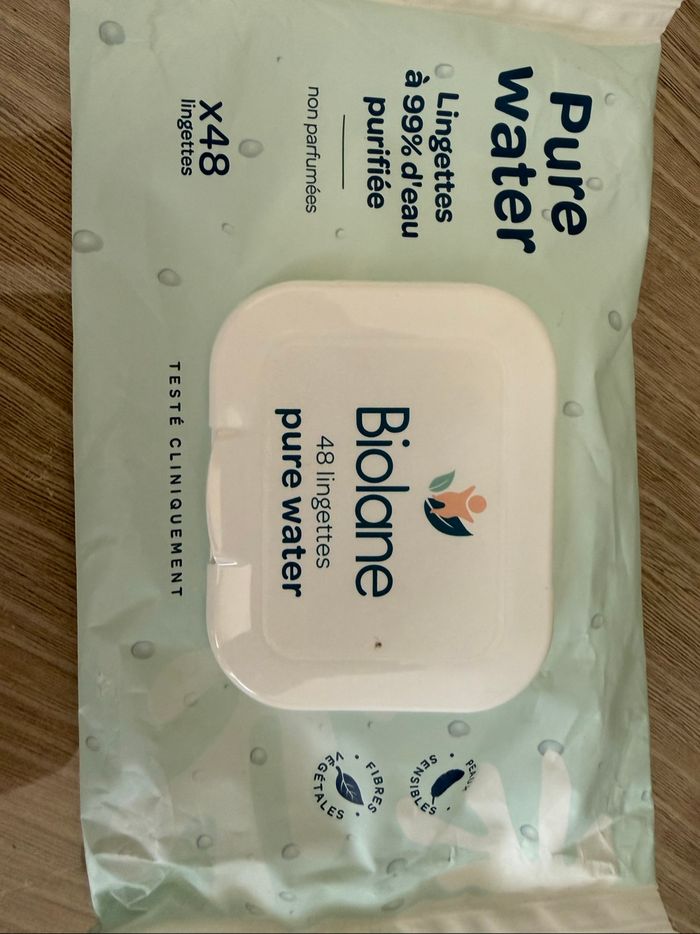 Pure
water
Lingettes
à 99% d'eau
purifiée
non parfumées
x48
lingettes
Biolane
48 lingettes
pure water
TESTÉ CLINIQUEMENT
PEAUX SENSIBLES
FIBRES VÉGÉTALES